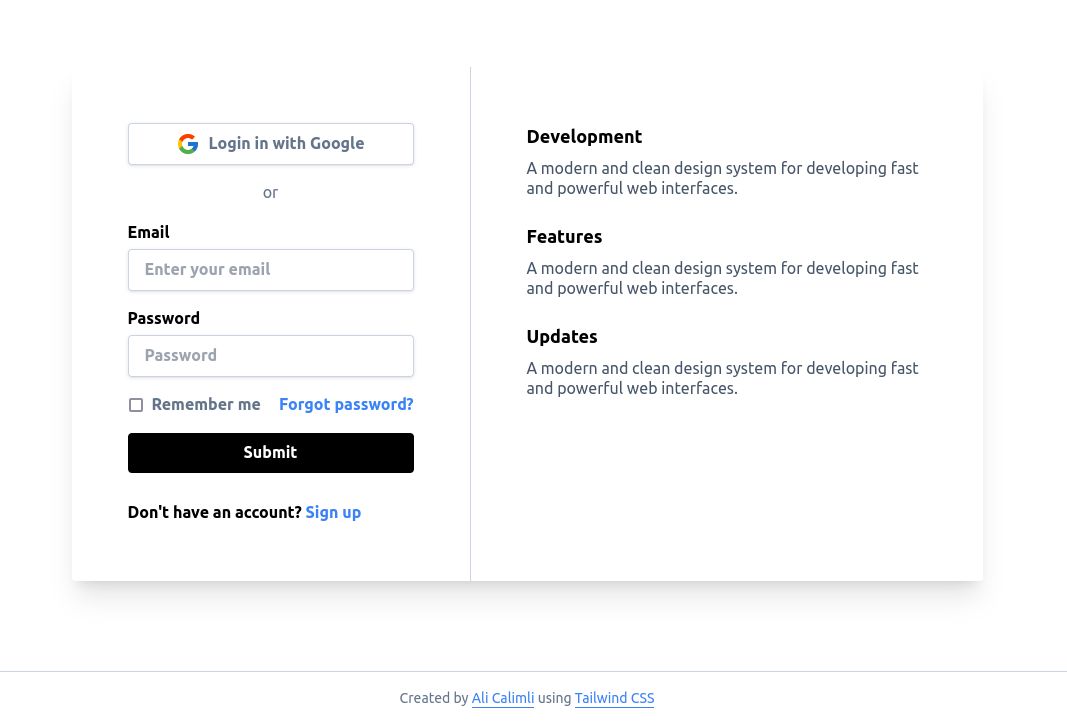 Login in with Google
or
Email
Enter your email
Password
Password
Remember me Forgot password?
Submit
Don't have an account? Sign up
Development
A modern and clean design system for developing fast
and powerful web interfaces.
Features
A modern and clean design system for developing fast
and powerful web interfaces.
Updates
A modern and clean design system for developing fast
and powerful web interfaces.
Created by Ali Calimli using Tailwind CSS